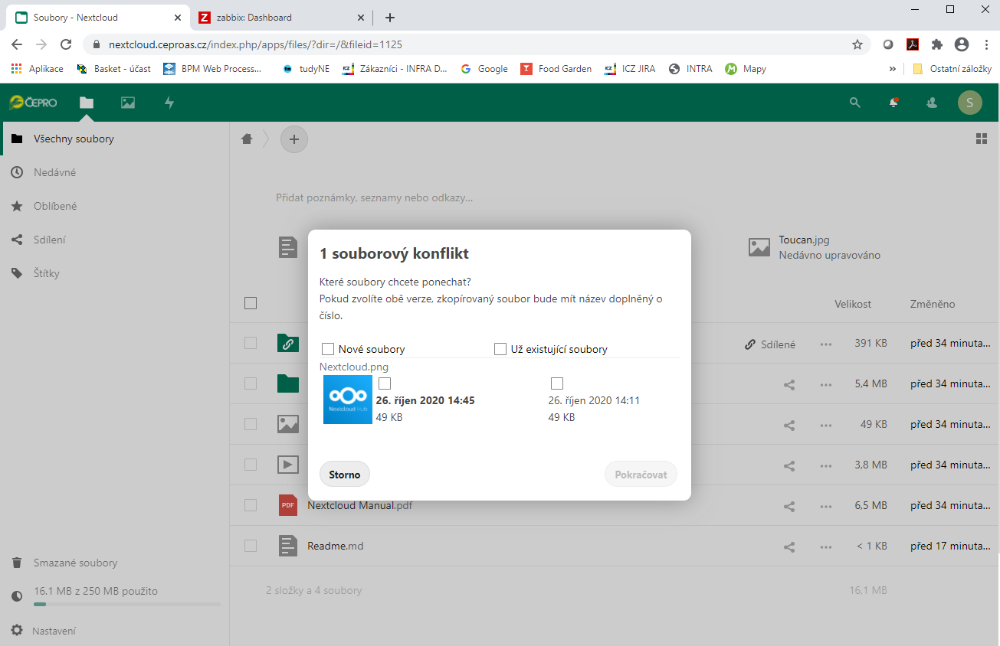 Soubory - Nextcloud
zabbix: Dashboard
nextcloud.ceproas.cz/index.php/apps/files/?dir=/&fileid=1125
Aplikace
Basket - účast
BPM Web Process...
tudyNE
Zákazníci - INFRA D...
Google
Food Garden
ICZ JIRA
INTRA
Mapy
»
Ostatní záložky
ČEPRO
S
Všechny soubory
Nedávné
Oblíbené
Sdílení
Štítky
Přidat poznámky, seznamy nebo odkazy...
Toucan.jpg
Nedávno upravováno
1 souborový konflikt
Které soubory chcete ponechat?
Pokud zvolíte obě verze, zkopírovaný soubor bude mít název doplněný o
číslo.
Nové soubory
Už existující soubory
Nextcloud.png
Nextcloud Hub
26. říjen 2020 14:45
49 KB
26. říjen 2020 14:11
49 KB
Storno
Pokračovat
Velikost
Změněno
Sdílené
391 KB
před 34 minuta...
5,4 MB
před 34 minuta...
49 KB
před 34 minuta...
3,8 MB
před 34 minuta...
PDF
Nextcloud Manual.pdf
6,5 MB
před 34 minuta...
Readme.md
< 1 KB
před 17 minuta...
2 složky a 4 soubory
16,1 MB
Smazané soubory
16.1 MB z 250 MB použito
Nastavení